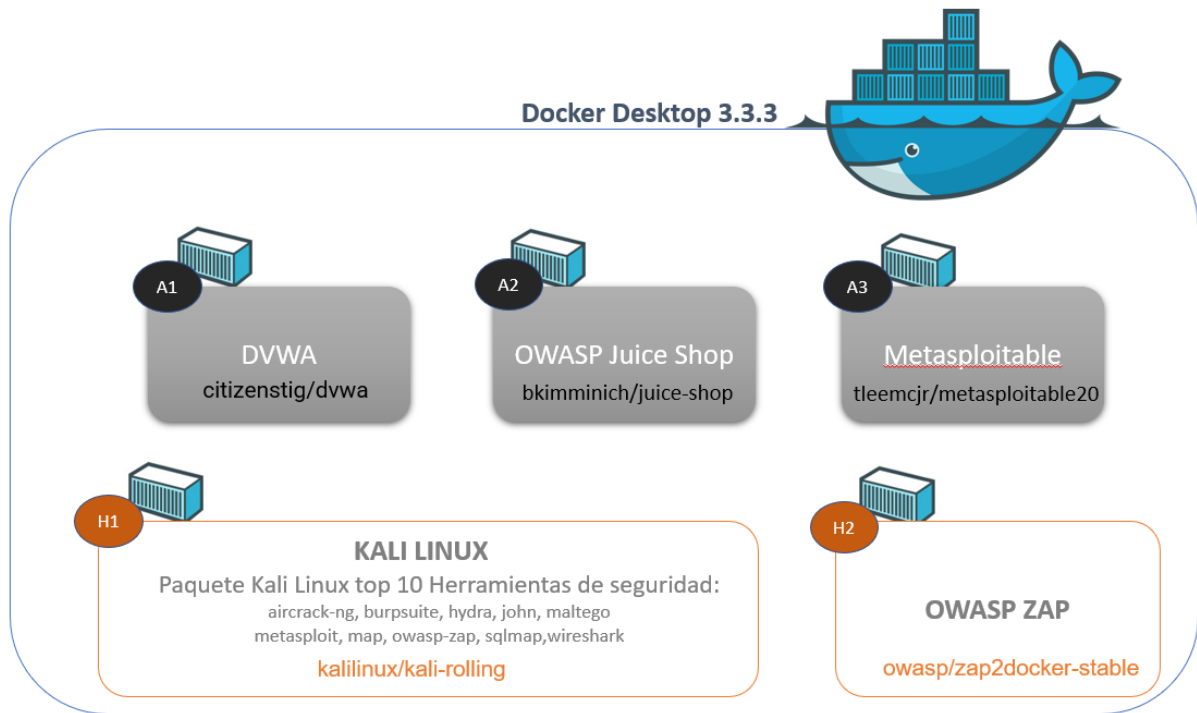 Docker Desktop 3.3.3
A1
DVWA
citizenstig/dvwa
A2
OWASP Juice Shop
bkimminich/juice-shop
A3
Metasploitable
tleemcjr/metasploitable20
H1
KALI LINUX
Paquete Kali Linux top 10 Herramientas de seguridad:
aircrack-ng, burpsuite, hydra, john, maltego
metasploit, map, owasp-zap, sqlmap,wireshark
kalilinux/kali-rolling
H2
OWASP ZAP
owasp/zap2docker-stable